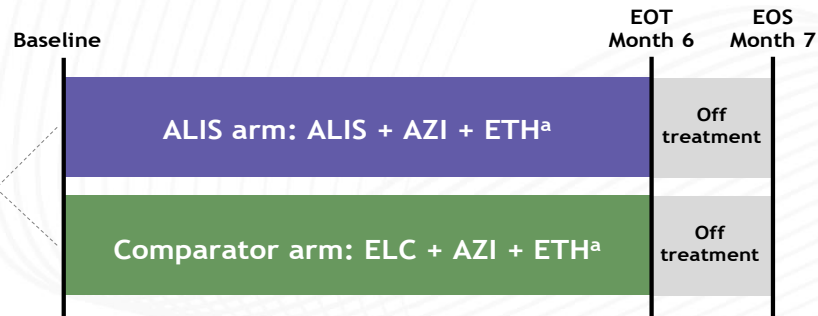 Baseline
EOT
Month 6
EOS
Month 7
ALIS arm: ALIS + AZI + ETHᵃ
Off
treatment
Comparator arm: ELC + AZI + ETHᵃ
Off
treatment